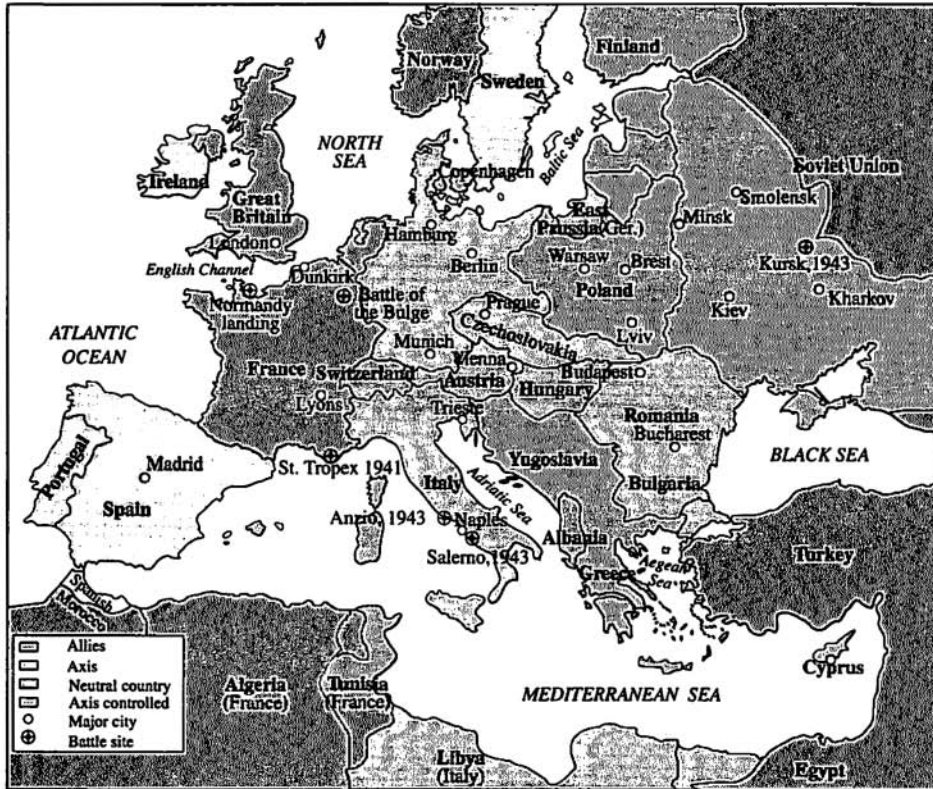 Norway
Finland
Sweden
NORTH
SEA
Baltic Sea
Soviet Union
Copenhagen
Ireland
Great
Britain
Smolensk
East
Prussia(Ger.)
Minsk
Hamburg
London
Berlin
Warsaw
Brest
Kursk,1943
English Channel
Dunkirk
Poland
Kharkov
Normandy
landing
Battle of
the Bulge
Prague
Kiev
Lviv
Czechoslovakia
ATLANTIC
OCEAN
Munich
Vienna
Budapest
France
Switzerland
Austria
Hungary
Lyons
Trieste
Romania
Bucharest
BLACK SEA
Portugal
Madrid
St. Tropex 1941
Yugoslavia
Italy
Adriatic Sea
Bulgaria
Spain
Anzio, 1943
Naples
Salerno,1943
Albania
Turkey
Greece
Aegean
Sea
Spanish
Morocco
Cyprus
Allies
Axis
Neutral country
Axis controlled
Major city
Battle site
Algeria
(France)
Tunisia
(France)
MEDITERRANEAN SEA
Libya
(Italy)
Egypt